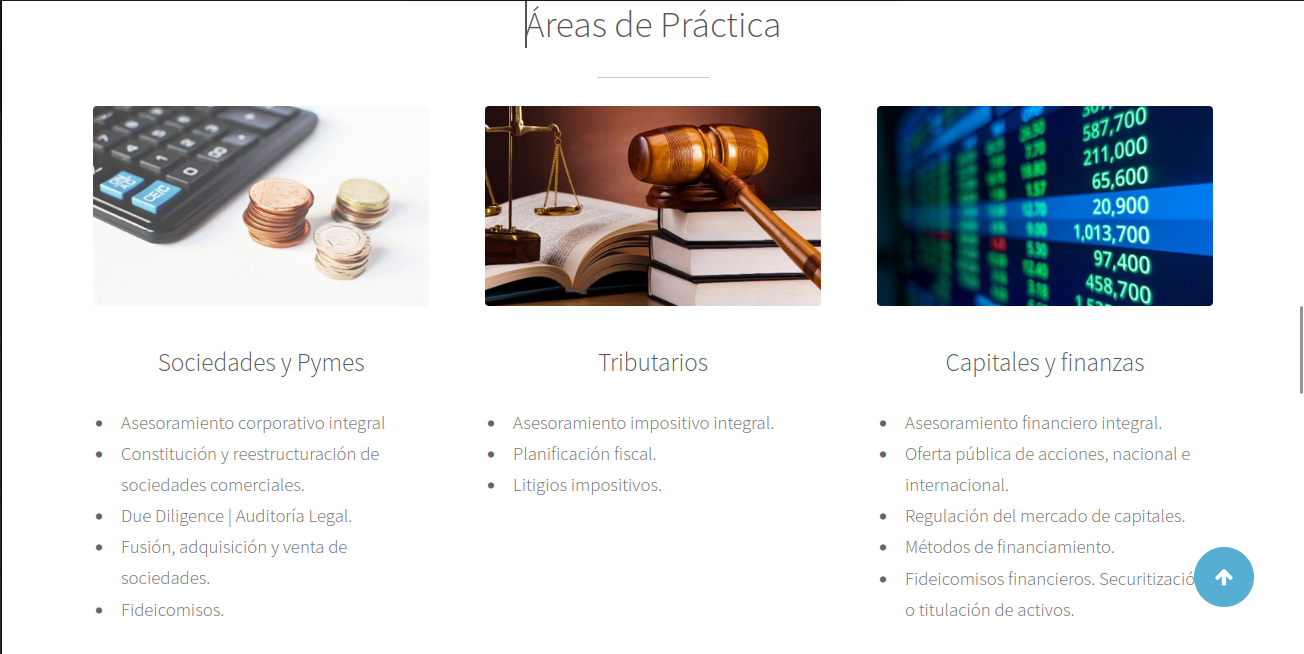 Áreas de Práctica
587,700
211,000
65,600
20,900
1,013,700
97,400
458,700
Sociedades y Pymes
Asesoramiento corporativo integral
Constitución y reestructuración de
sociedades comerciales.
Due Diligence | Auditoría Legal.
Fusión, adquisición y venta de
sociedades.
Fideicomisos.
Tributarios
Asesoramiento impositivo integral.
Planificación fiscal.
Litigios impositivos.
Capitales y finanzas
Asesoramiento financiero integral.
Oferta pública de acciones, nacional e
internacional.
Regulación del mercado de capitales.
Métodos de financiamiento.
Fideicomisos financieros. Securitizació
o titulación de activos.